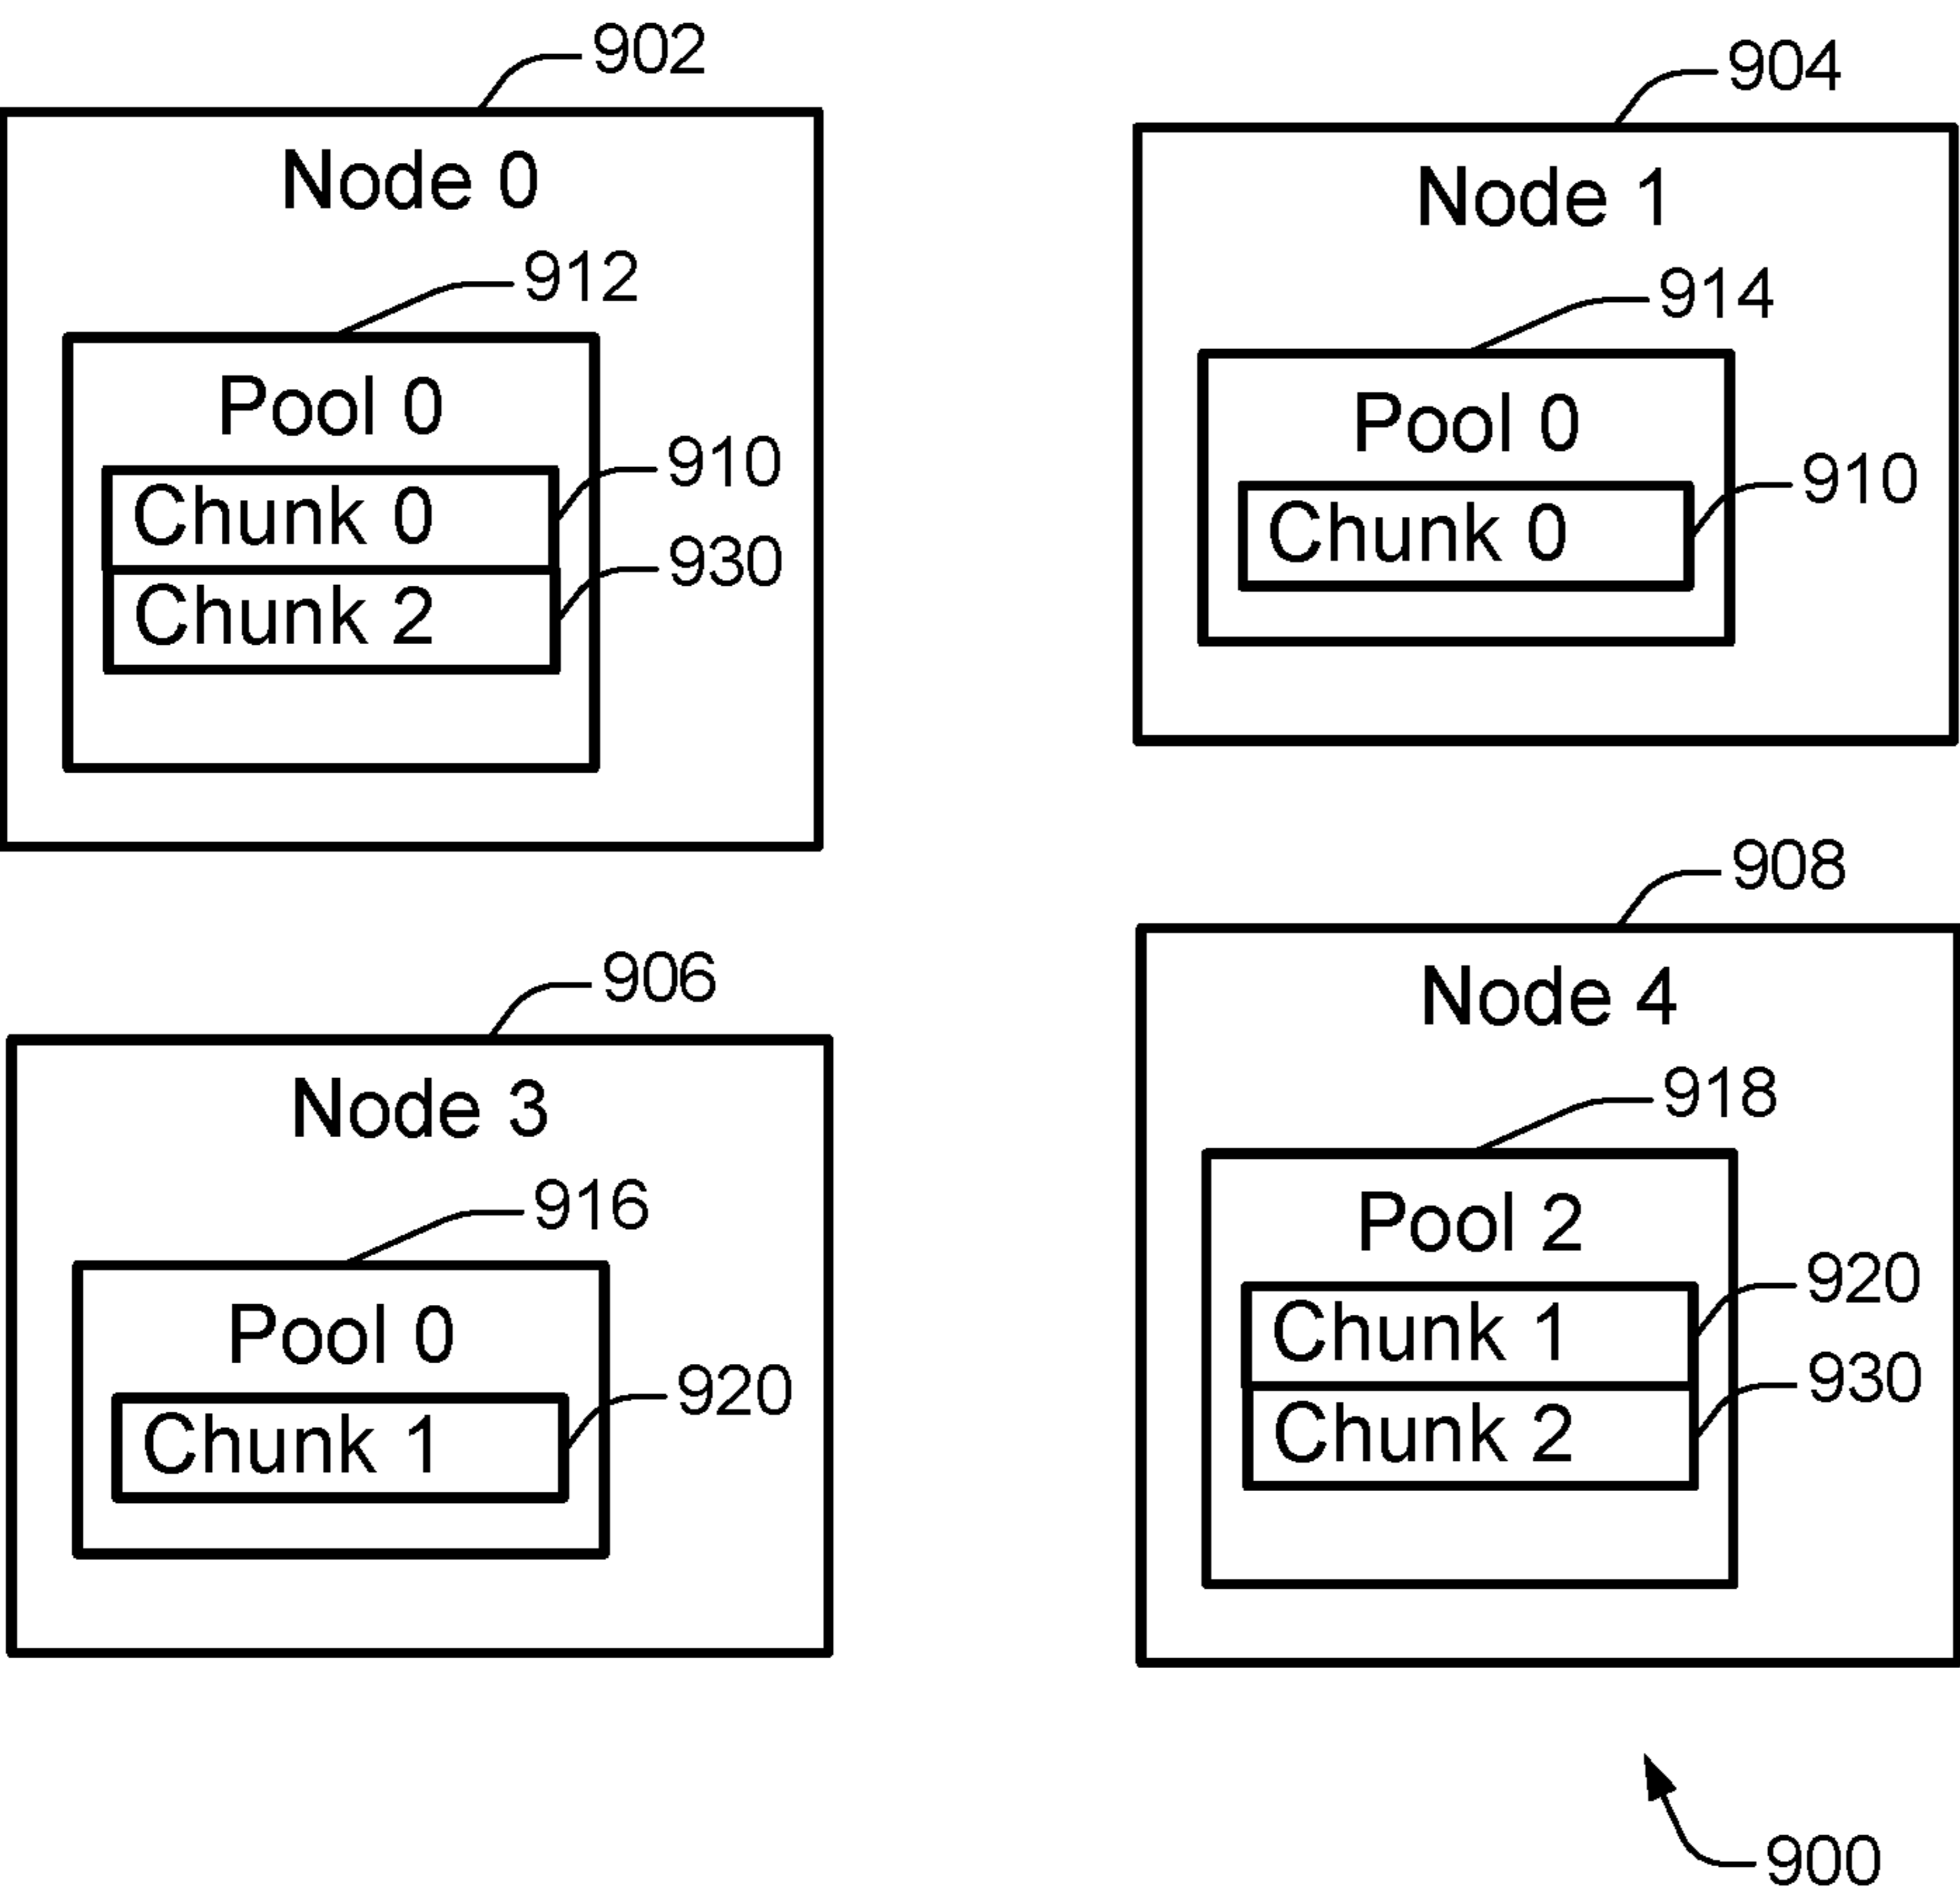 902
Node 0
912
Pool 0
910
Chunk 0
930
Chunk 2
904
Node 1
914
Pool 0
910
Chunk 0
906
Node 3
916
Pool 0
920
Chunk 1
908
Node 4
918
Pool 2
920
Chunk 1
930
Chunk 2
900